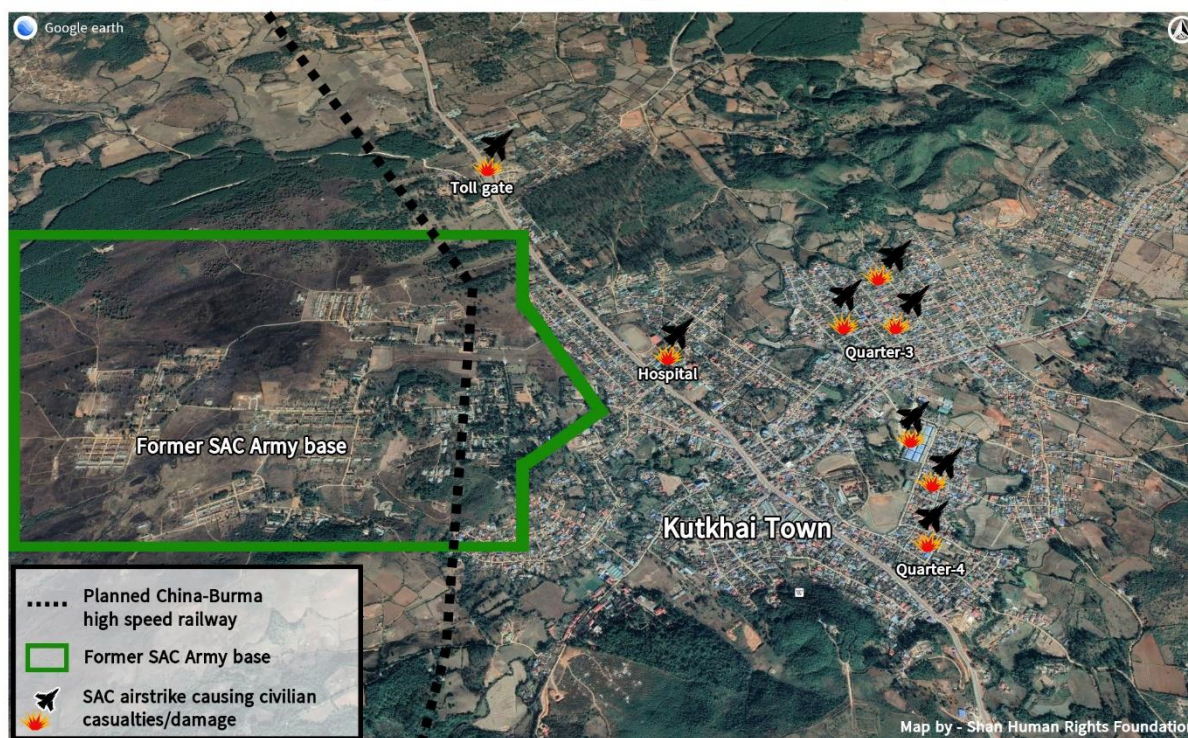 Google earth
Toll gate
Quarter-3
Hospital
Former SAC Army base
Kutkhai Town
Quarter-4
Planned China-Burma
high speed railway
Former SAC Army base
SAC airstrike causing civilian
casualties/damage
Map by - Shan Human Rights Foundation